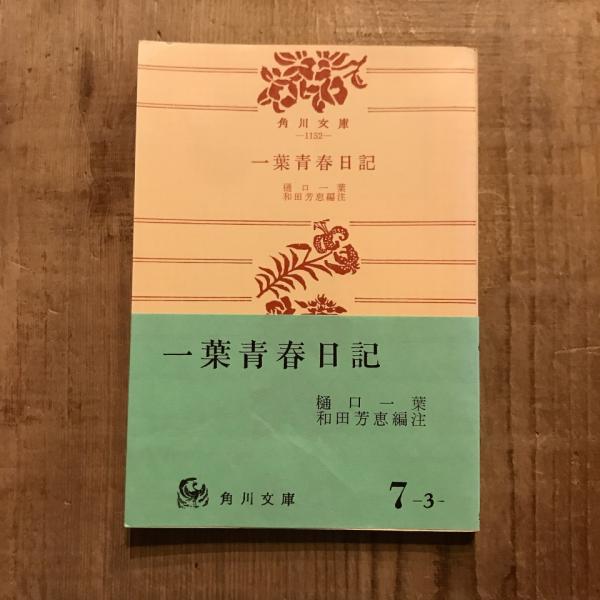 角川文庫
—1152—
一葉青春日記
樋口一葉
和田芳恵編注
一葉青春日記
樋口一葉
和田芳恵編注
角川文庫
7-3-